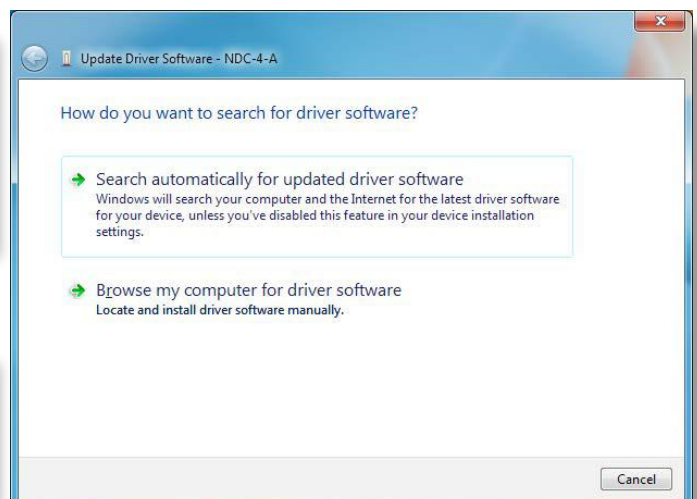 Update Driver Software - NDC-4-A
How do you want to search for driver software?
Search automatically for updated driver software
Windows will search your computer and the Internet for the latest driver software
for your device, unless you've disabled this feature in your device installation
settings.
Browse my computer for driver software
Locate and install driver software manually.
Cancel